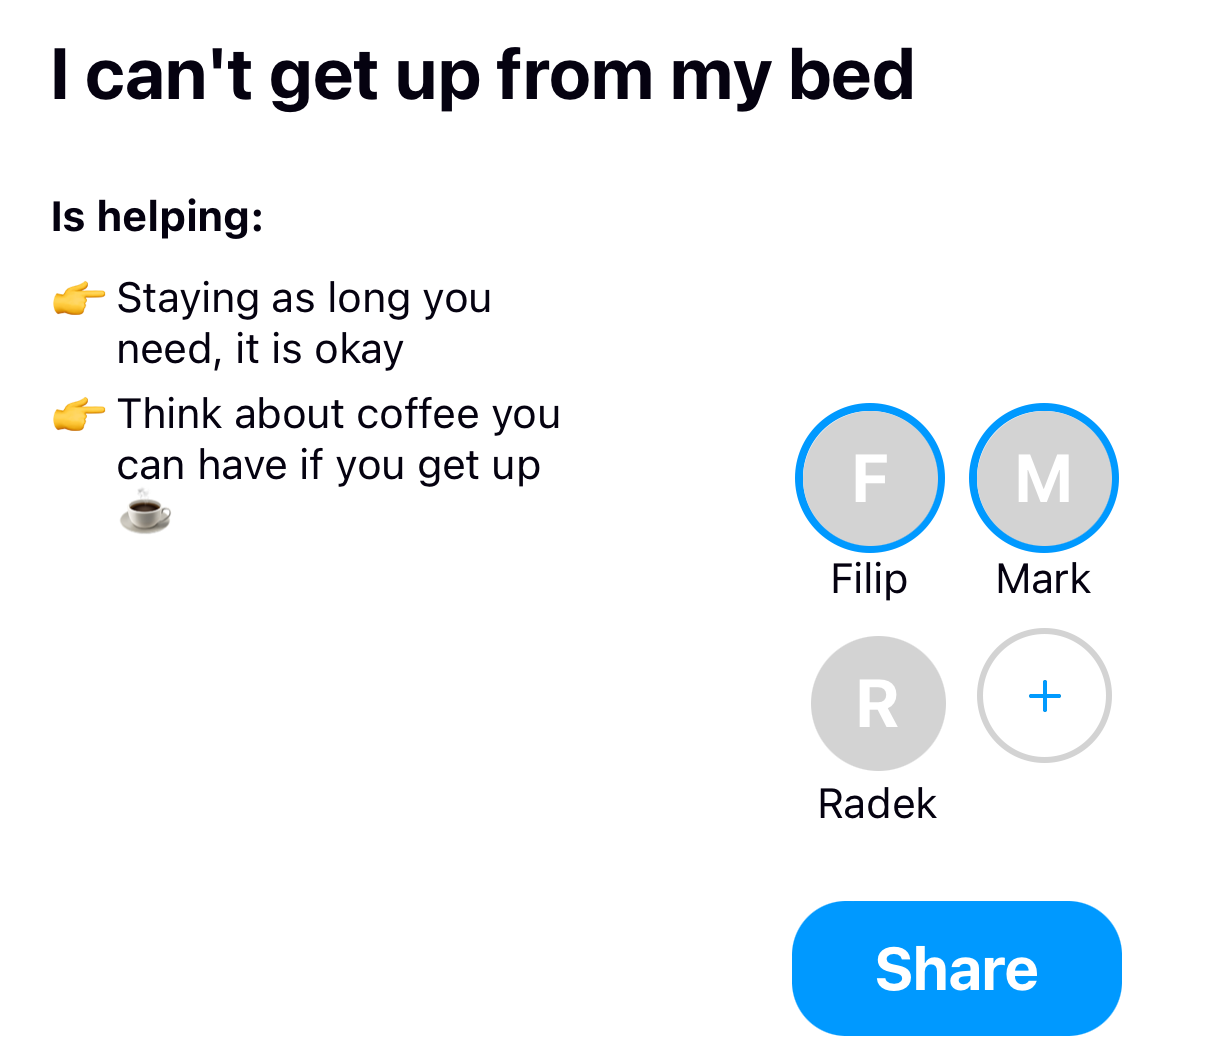 I can't get up from my bed
Is helping:
👉 Staying as long you
need, it is okay
👉 Think about coffee you
can have if you get up
☕
F M
Filip Mark
R +
Radek
Share